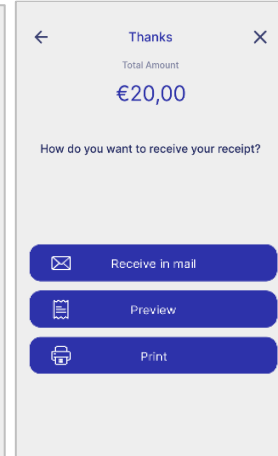 Thanks
Total Amount
€20,00
How do you want to receive your receipt?
Receive in mail
Preview
Print